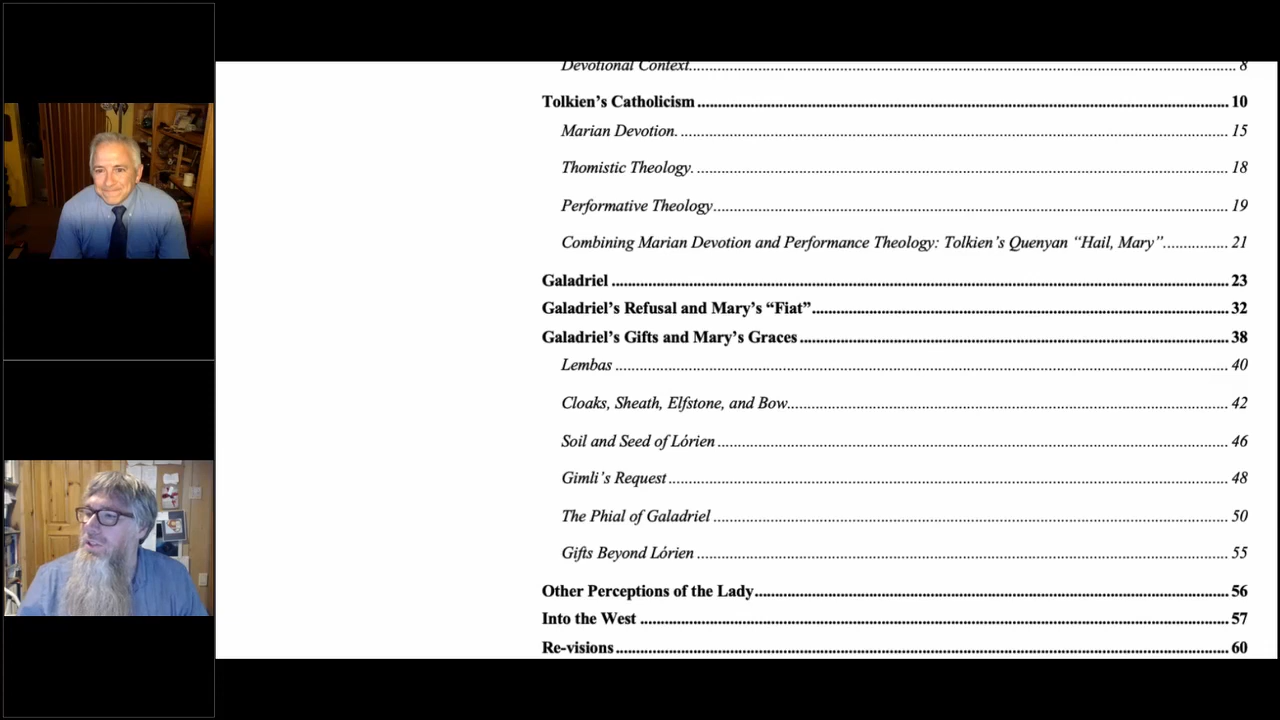 Devotional Context........................................................................................................ 8
Tolkien's Catholicism ........................................................................................................ 10
Marian Devotion. ........................................................................................................ 15
Thomistic Theology. ........................................................................................................ 18
Performative Theology........................................................................................................ 19
Combining Marian Devotion and Performance Theology: Tolkien's Quenyan “Hail, Mary”.............. 21
Galadriel ........................................................................................................ 23
Galadriel's Refusal and Mary's “Fiat”........................................................................................................ 32
Galadriel's Gifts and Mary's Graces ........................................................................................................ 38
Lembas ........................................................................................................ 40
Cloaks, Sheath, Elfstone, and Bow........................................................................................................ 42
Soil and Seed of Lórien ........................................................................................................ 46
Gimli's Request ........................................................................................................ 48
The Phial of Galadriel ........................................................................................................ 50
Gifts Beyond Lórien ........................................................................................................ 55
Other Perceptions of the Lady........................................................................................................ 56
Into the West ........................................................................................................ 57
Re-visions ........................................................................................................ 60